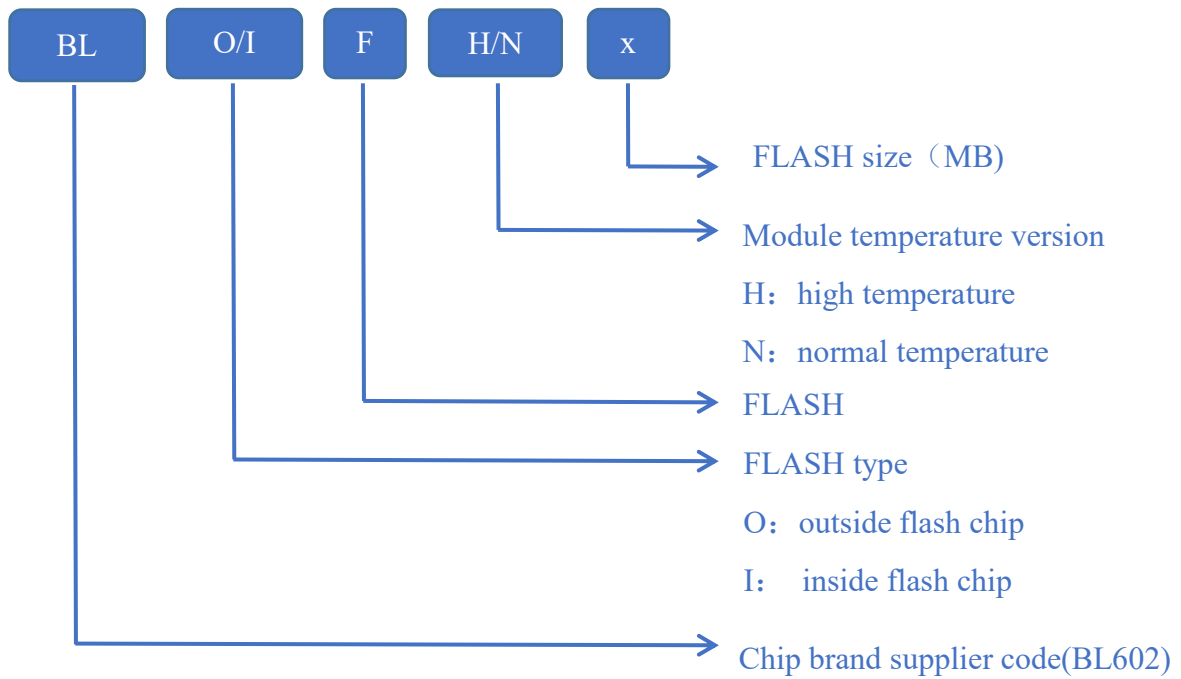 BL O/I F H/N x
FLASH size（MB)
Module temperature version
H：high temperature
N：normal temperature
FLASH
FLASH type
O：outside flash chip
I： inside flash chip
Chip brand supplier code(BL602)